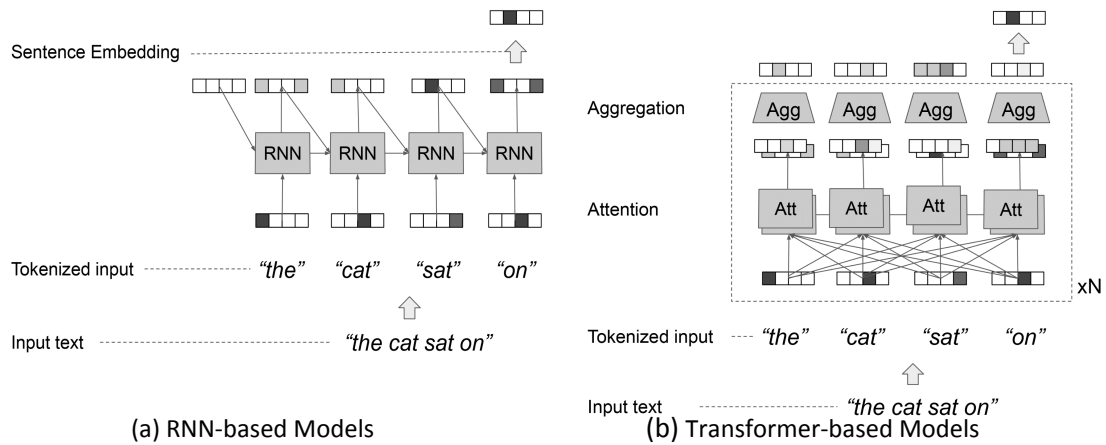 Sentence Embedding
RNN RNN RNN RNN
Tokenized input “the” “cat” “sat” “on”
Input text “the cat sat on”
(a) RNN-based Models
Aggregation Agg Agg Agg Agg
Attention Att Att Att Att
xN
Tokenized input “the” “cat” “sat” “on”
Input text “the cat sat on”
(b) Transformer-based Models